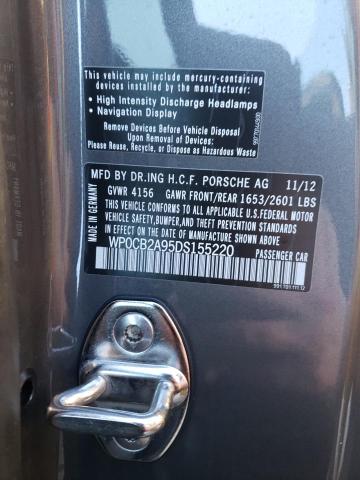 This vehicle may include mercury-containing
devices installed by the manufacturer:
• High Intensity Discharge Headlamps
• Navigation Display
Remove Devices Before Vehicle Disposal
Upon Removal of Devices
Please Reuse, Recycle or Dispose as Hazardous Waste
MADE IN GERMANY
MFD BY DR.ING H.C.F. PORSCHE AG 11/12
GVWR 4156 GAWR FRONT/REAR 1653/2601 LBS
THIS VEHICLE CONFORMS TO ALL APPLICABLE U.S.FEDERAL MOTOR
VEHICLE SAFETY, BUMPER, AND THEFT PREVENTION STANDARDS
IN EFFECT ON THE DATE OF MANUFACTURE SHOWN ABOVE.
WP0CB2A95DS155220 PASSENGER CAR